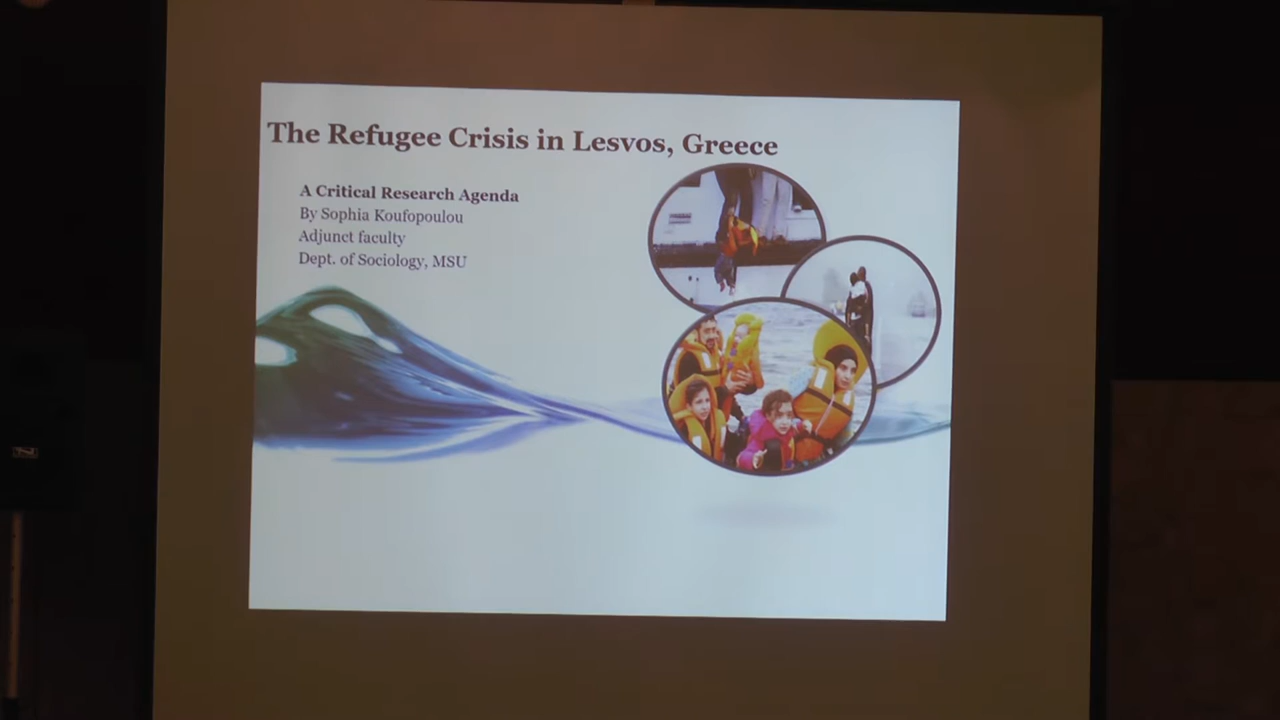 The Refugee Crisis in Lesvos, Greece
A Critical Research Agenda
By Sophia Koufopoulou
Adjunct faculty
Dept. of Sociology, MSU